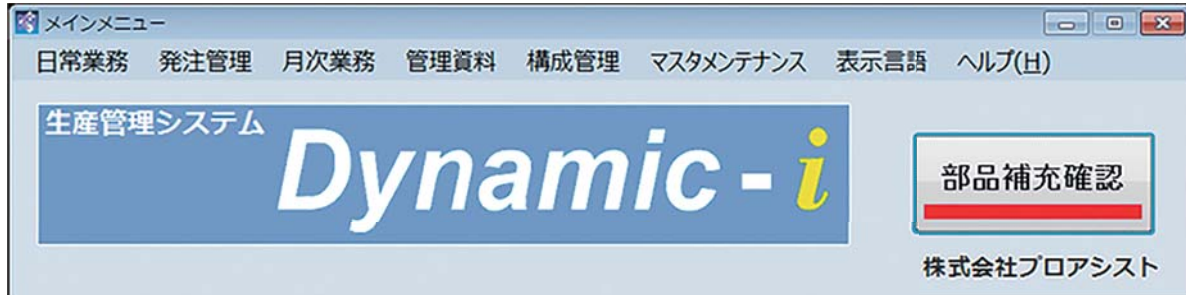 メインメニュー
日常業務 発注管理 月次業務 管理資料 構成管理 マスタメンテナンス 表示言語 ヘルプ(H)
生産管理システム
Dynamic - i
部品補充確認
株式会社プロアシスト